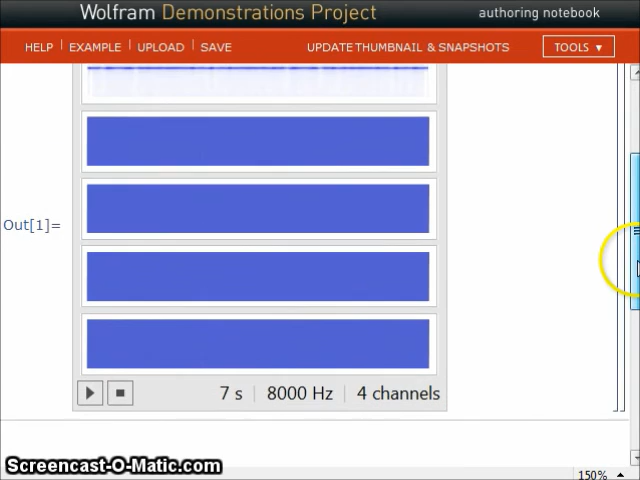 Wolfram Demonstrations Project authoring notebook
HELP EXAMPLE UPLOAD SAVE UPDATE THUMBNAIL & SNAPSHOTS TOOLS ▼
Out[1]=
7 s 8000 Hz 4 channels
Screencast-O-Matic.com
150% ▲